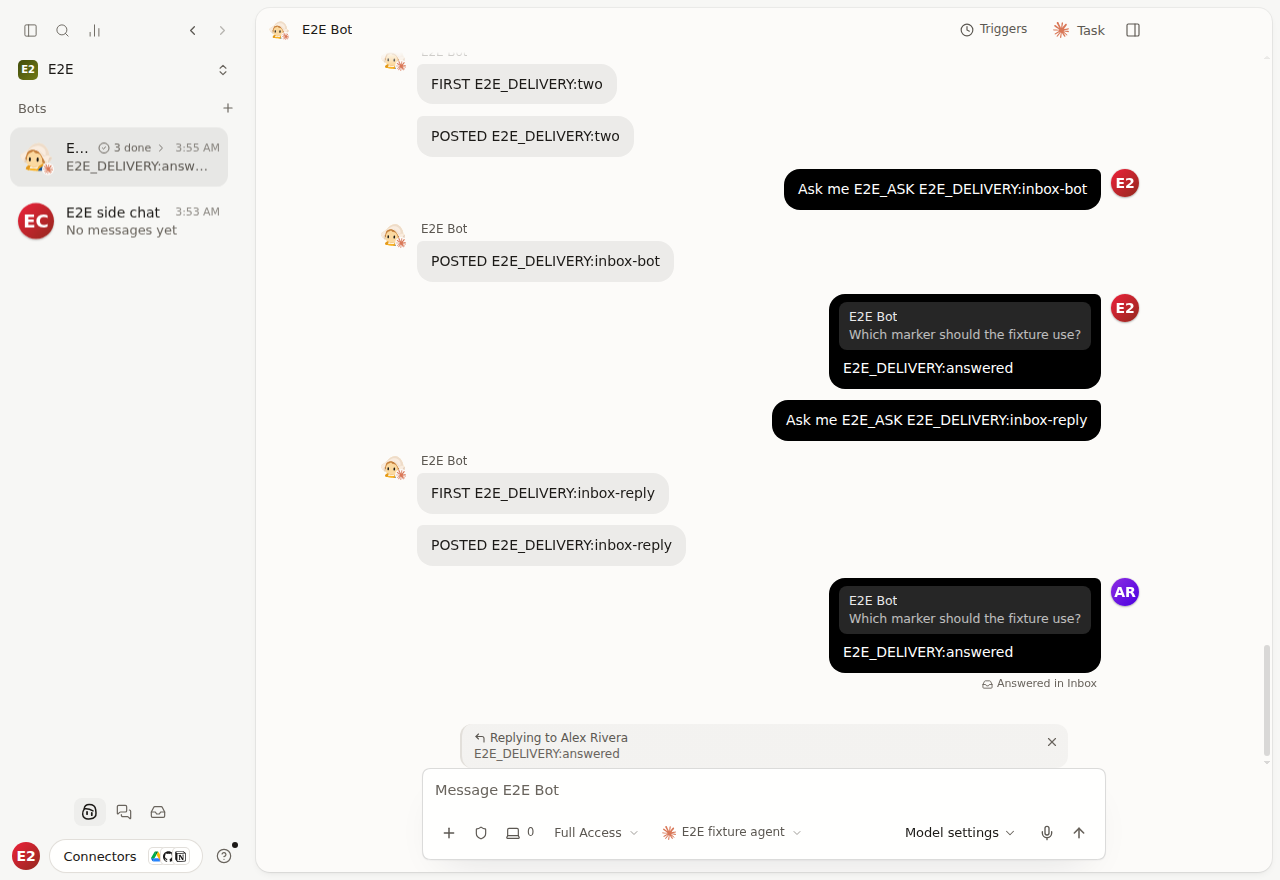 E2E Bot
Triggers
Task
E2 E2E
Bots
E... 3 done 3:55 AM
E2E_DELIVERY:answ...
EC
E2E side chat 3:53 AM
No messages yet
E2E Bot
FIRST E2E_DELIVERY:two
POSTED E2E_DELIVERY:two
Ask me E2E_ASK E2E_DELIVERY:inbox-bot
E2
E2E Bot
POSTED E2E_DELIVERY:inbox-bot
E2E Bot
Which marker should the fixture use?
E2E_DELIVERY:answered
E2
Ask me E2E_ASK E2E_DELIVERY:inbox-reply
E2E Bot
FIRST E2E_DELIVERY:inbox-reply
POSTED E2E_DELIVERY:inbox-reply
E2E Bot
Which marker should the fixture use?
E2E_DELIVERY:answered
AR
Answered in Inbox
Replying to Alex Rivera
E2E_DELIVERY:answered
Message E2E Bot
0 Full Access E2E fixture agent Model settings
E2 Connectors